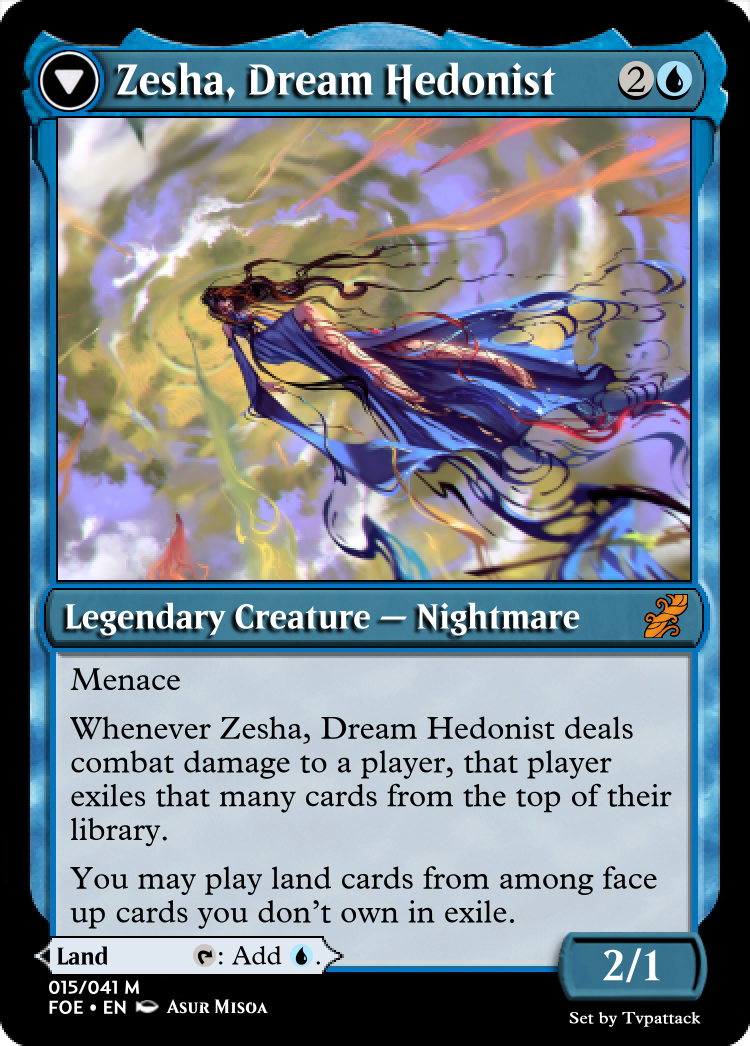 Zesha, Dream Hedonist 2
Legendary Creature — Nightmare
Menace
Whenever Zesha, Dream Hedonist deals
combat damage to a player, that player
exiles that many cards from the top of their
library.
You may play land cards from among face
up cards you don't own in exile.
Land : Add .
2/1
015/041 M
FOE • EN Asur Misoa
Set by Tvpattack